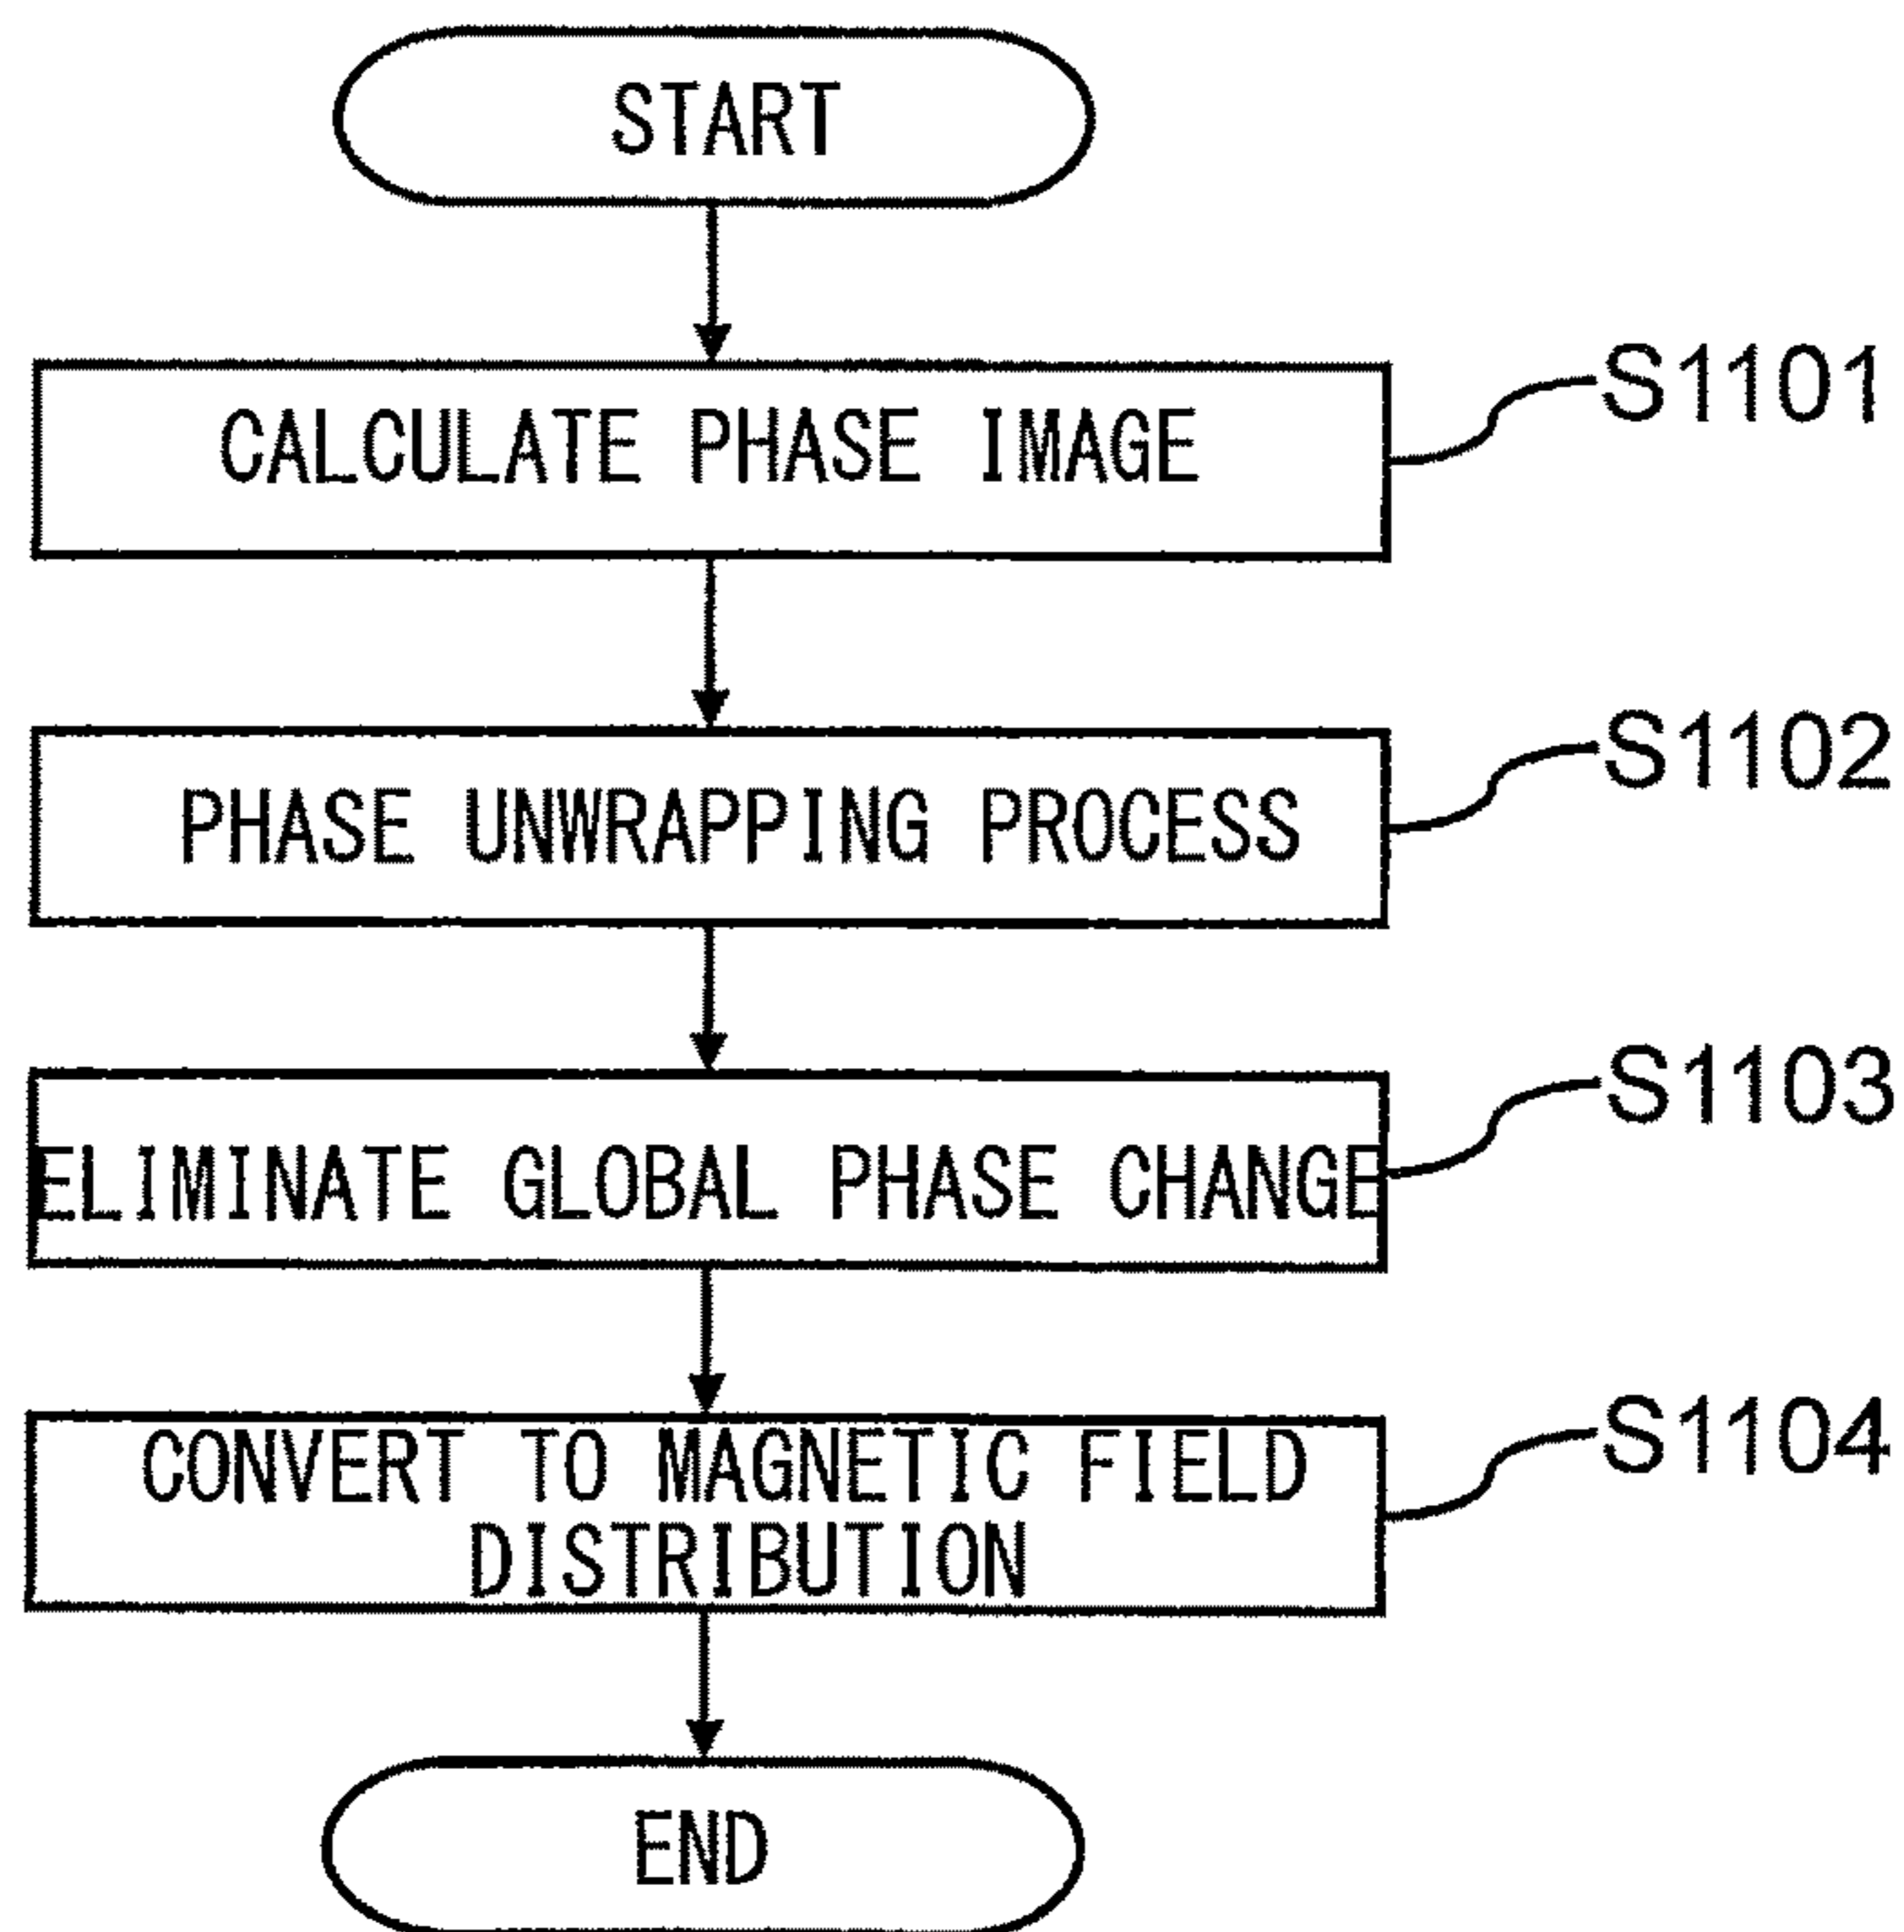 START
CALCULATE PHASE IMAGE
S1101
PHASE UNWRAPPING PROCESS
S1102
ELIMINATE GLOBAL PHASE CHANGE
S1103
CONVERT TO MAGNETIC FIELD
DISTRIBUTION
S1104
END